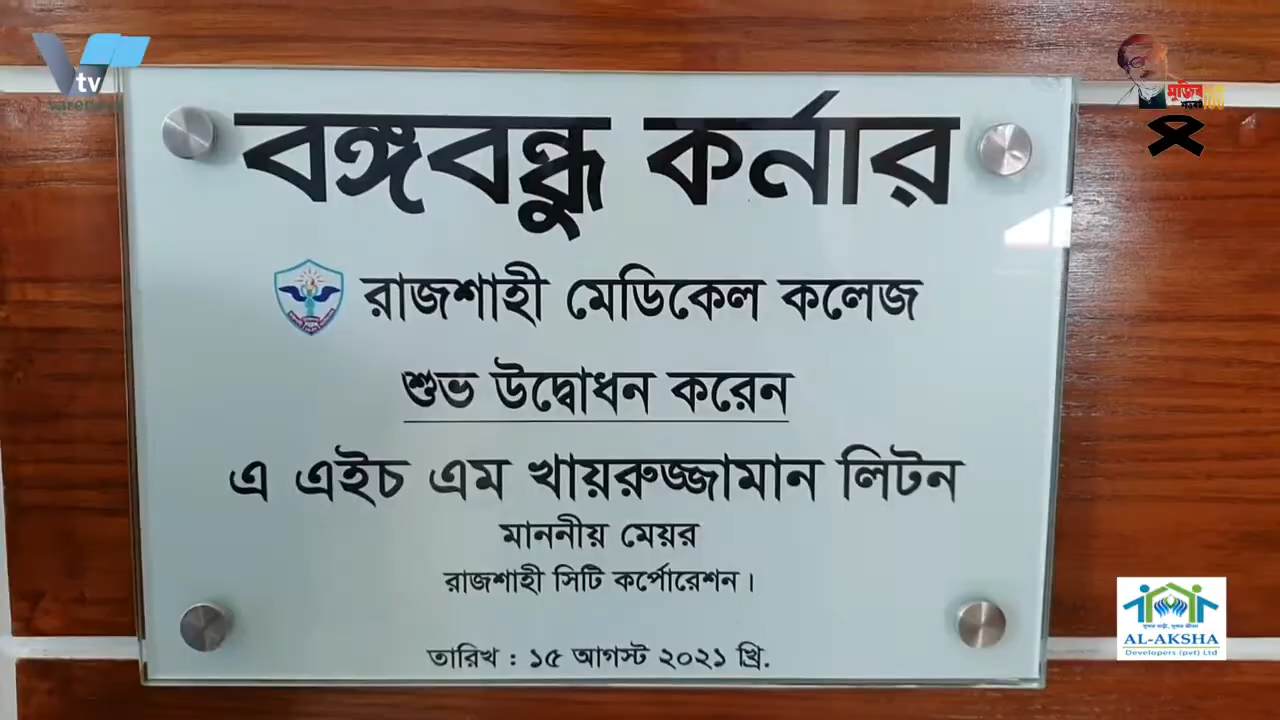 tv
বঙ্গবন্ধু কর্নার
রাজশাহী মেডিকেল কলেজ
শুভ উদ্বোধন করেন
এ এইচ এম খায়রুজ্জামান লিটন
মাননীয় মেয়র
রাজশাহী সিটি কর্পোরেশন।
তারিখ : ১৫ আগস্ট ২০২১ খ্রি.
মুজিব
100
AL-AKSHA
Developers (pvt) Ltd